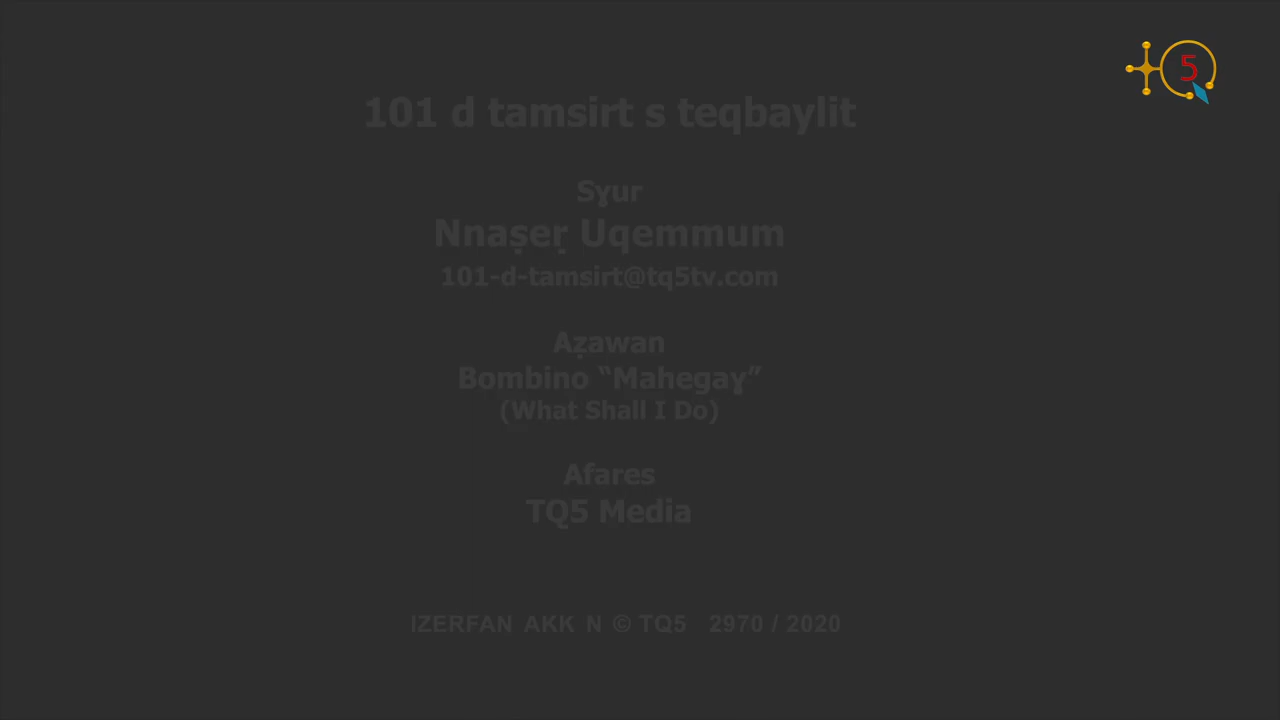 5
101 d tamsirt s teqbaylit
Sɣur
Nnaṣeṛ Uqemmum
101-d-tamsirt@tq5tv.com
Aẓawan
Bombino “Mahegaɣ”
(What Shall I Do)
Afares
TQ5 Media
IZERFAN AKK N © TQ5 2970 / 2020